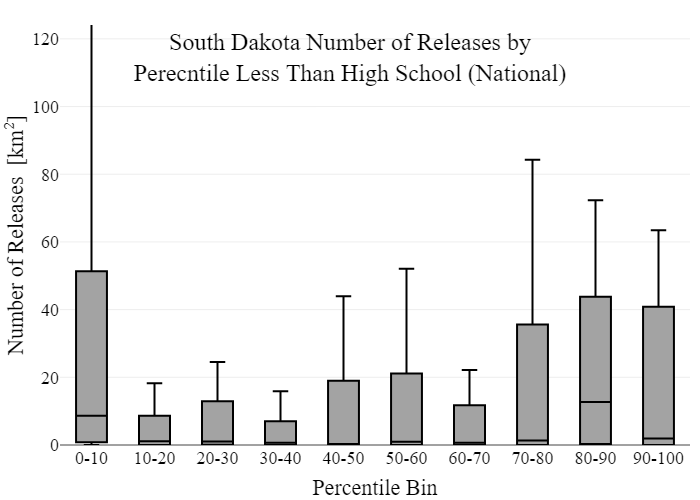 South Dakota Number of Releases by
Perecntile Less Than High School (National)
Number of Releases [km²]
120
100
80
60
40
20
0
0-10 10-20 20-30 30-40 40-50 50-60 60-70 70-80 80-90 90-100
Percentile Bin